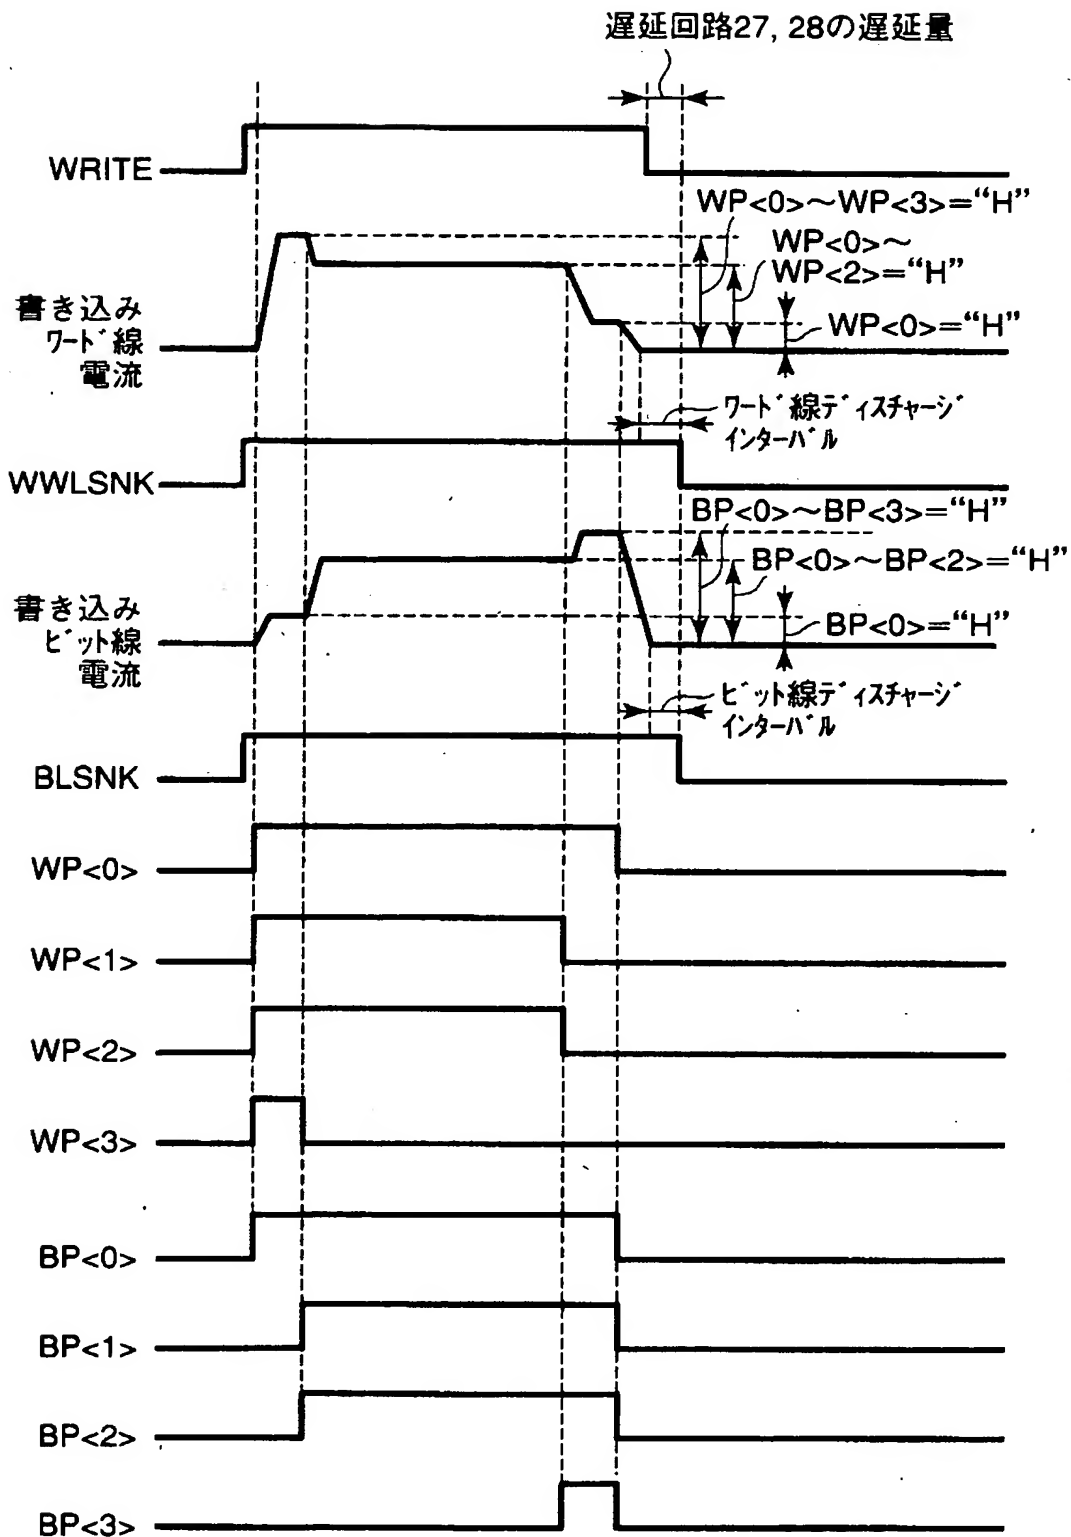 遅延回路27, 28の遅延量
WRITE
WP<0>～WP<3>=“H”
WP<0>～
WP<2>=“H”
書き込み
ワード線
電流
WP<0>=“H”
ワード線ディスチャージ
インターバル
WWLSNK
BP<0>～BP<3>=“H”
BP<0>～BP<2>=“H”
書き込み
ビット線
電流
BP<0>=“H”
ビット線ディスチャージ
インターバル
BLSNK
WP<0>
WP<1>
WP<2>
WP<3>
BP<0>
BP<1>
BP<2>
BP<3>